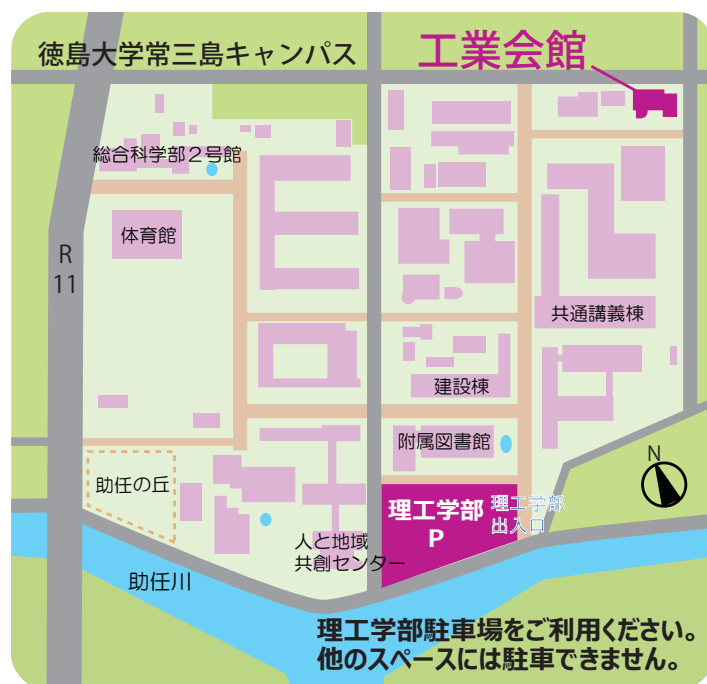 徳島大学常三島キャンパス
工業会館
総合科学部２号館
体育館
R
11
共通講義棟
建設棟
附属図書館
N
助任の丘
理工学部
P
理工学部
出入口
人と地域
共創センター
助任川
理工学部駐車場をご利用ください。
他のスペースには駐車できません。